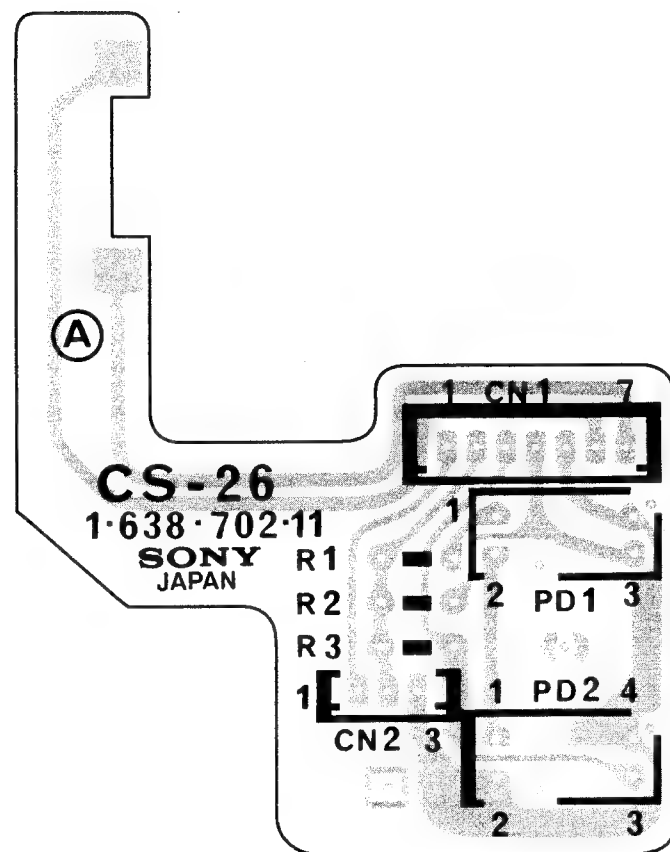 A
1 CN1 7
CS-26
1·638·702·11
SONY
JAPAN
1
R1
2 PD1 3
R2
R3
1
1 PD2 4
CN2 3
2 3